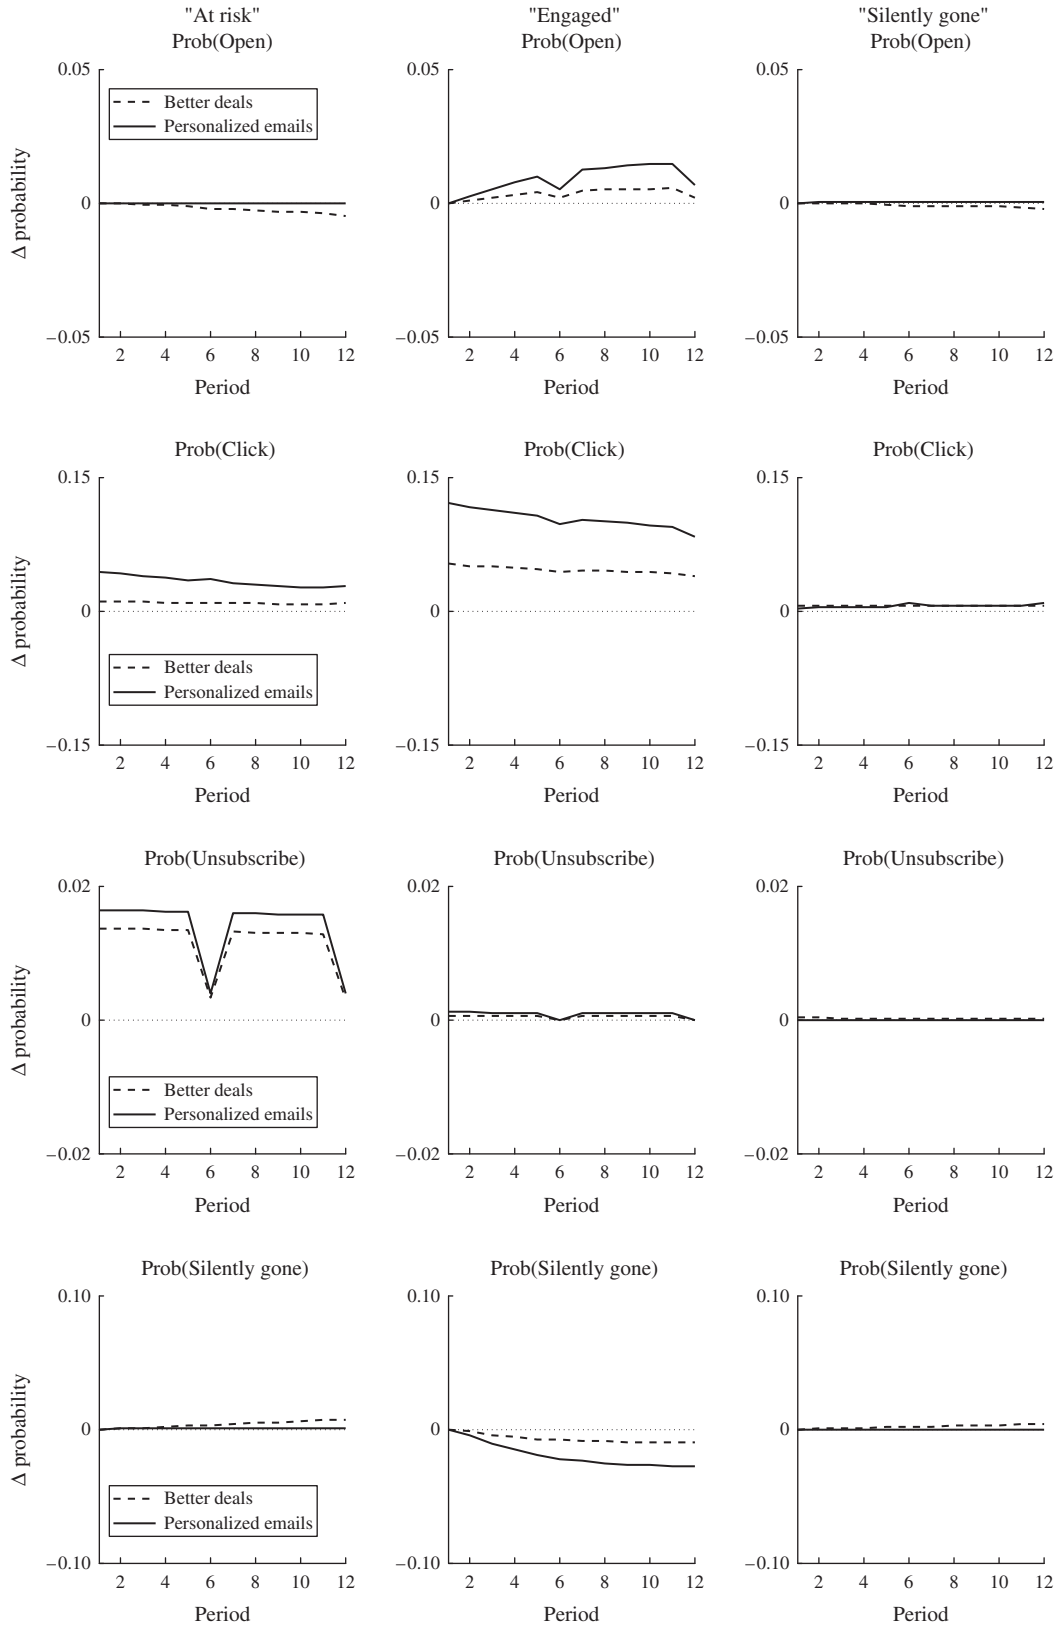 "At risk"
Prob(Open)
"Engaged"
Prob(Open)
"Silently gone"
Prob(Open)
Δ probability
0.05
0
−0.05
Better deals
Personalized emails
2 4 6 8 10 12
Period
0.05
0
−0.05
2 4 6 8 10 12
Period
0.05
0
−0.05
2 4 6 8 10 12
Period
Prob(Click)
Δ probability
0.15
0
−0.15
Better deals
Personalized emails
2 4 6 8 10 12
Period
Prob(Click)
0.15
0
−0.15
2 4 6 8 10 12
Period
Prob(Click)
0.15
0
−0.15
2 4 6 8 10 12
Period
Prob(Unsubscribe)
Δ probability
0.02
0
−0.02
Better deals
Personalized emails
2 4 6 8 10 12
Period
Prob(Unsubscribe)
0.02
0
−0.02
2 4 6 8 10 12
Period
Prob(Unsubscribe)
0.02
0
−0.02
2 4 6 8 10 12
Period
Prob(Silently gone)
Δ probability
0.10
0
−0.10
Better deals
Personalized emails
2 4 6 8 10 12
Period
Prob(Silently gone)
0.10
0
−0.10
2 4 6 8 10 12
Period
Prob(Silently gone)
0.10
0
−0.10
2 4 6 8 10 12
Period